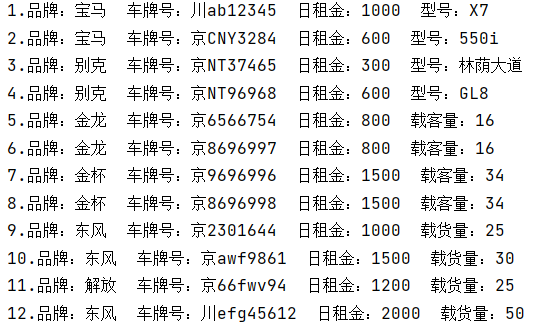 1.品牌：宝马  车牌号：川ab12345  日租金：1000  型号：X7
2.品牌：宝马  车牌号：京CNY3284  日租金：600  型号：550i
3.品牌：别克  车牌号：京NT37465  日租金：300  型号：林荫大道
4.品牌：别克  车牌号：京NT96968  日租金：600  型号：GL8
5.品牌：金龙  车牌号：京6566754  日租金：800  载客量：16
6.品牌：金龙  车牌号：京8696997  日租金：800  载客量：16
7.品牌：金杯  车牌号：京9696996  日租金：1500  载客量：34
8.品牌：金杯  车牌号：京8696998  日租金：1500  载客量：34
9.品牌：东风  车牌号：京2301644  日租金：1000  载货量：25
10.品牌：东风  车牌号：京awf9861  日租金：1500  载货量：30
11.品牌：解放  车牌号：京66fwv94  日租金：1200  载货量：25
12.品牌：东风  车牌号：川efg45612  日租金：2000  载货量：50